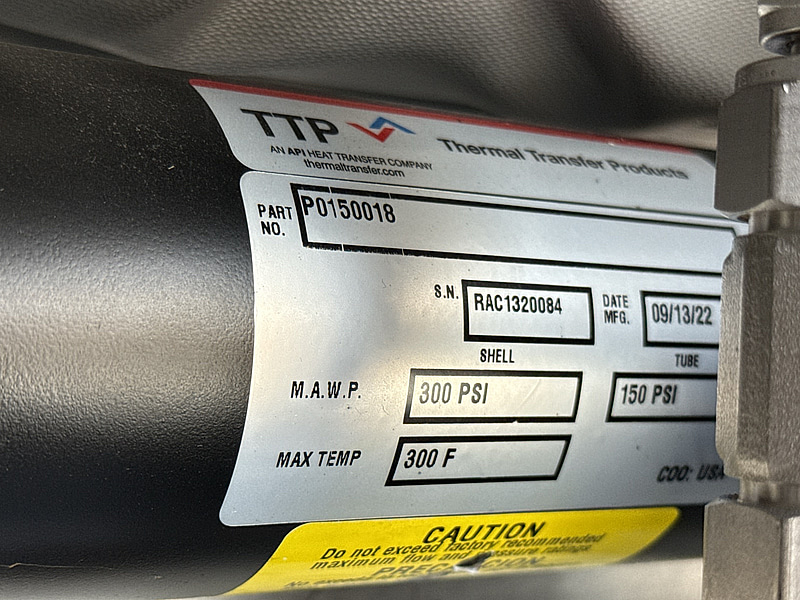 TTP
Thermal Transfer Products
AN API HEAT TRANSFER COMPANY
thermaltransfer.com
PART NO. P0150018
S.N. RAC1320084 DATE MFG. 09/13/22
SHELL TUBE
M.A.W.P. 300 PSI 150 PSI
MAX TEMP 300 F
COO: USA
CAUTION
Do not exceed factory recommended
maximum flow and pressure ratings